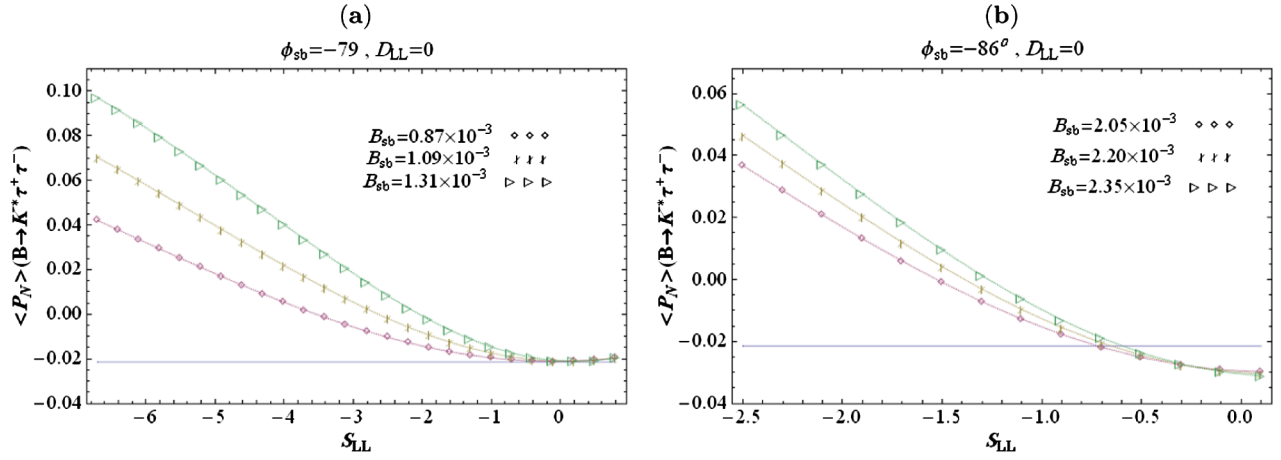 (a)
ϕsb=−79 , DLL=0
0.10
0.08
0.06
0.04
0.02
0.00
−0.02
−0.04
<PN>(B→K*τ+τ−)
Bsb=0.87×10−3
Bsb=1.09×10−3
Bsb=1.31×10−3
−6 −5 −4 −3 −2 −1 0
SLL
(b)
ϕsb=−86o , DLL=0
0.06
0.04
0.02
0.00
−0.02
−0.04
<PN>(B→K*τ+τ−)
Bsb=2.05×10−3
Bsb=2.20×10−3
Bsb=2.35×10−3
−2.5 −2.0 −1.5 −1.0 −0.5 0.0
SLL